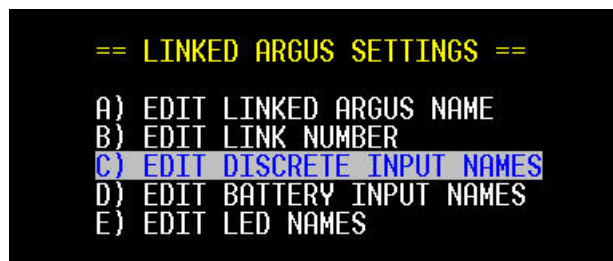 == LINKED ARGUS SETTINGS ==
A) EDIT LINKED ARGUS NAME
B) EDIT LINK NUMBER
C) EDIT DISCRETE INPUT NAMES
D) EDIT BATTERY INPUT NAMES
E) EDIT LED NAMES